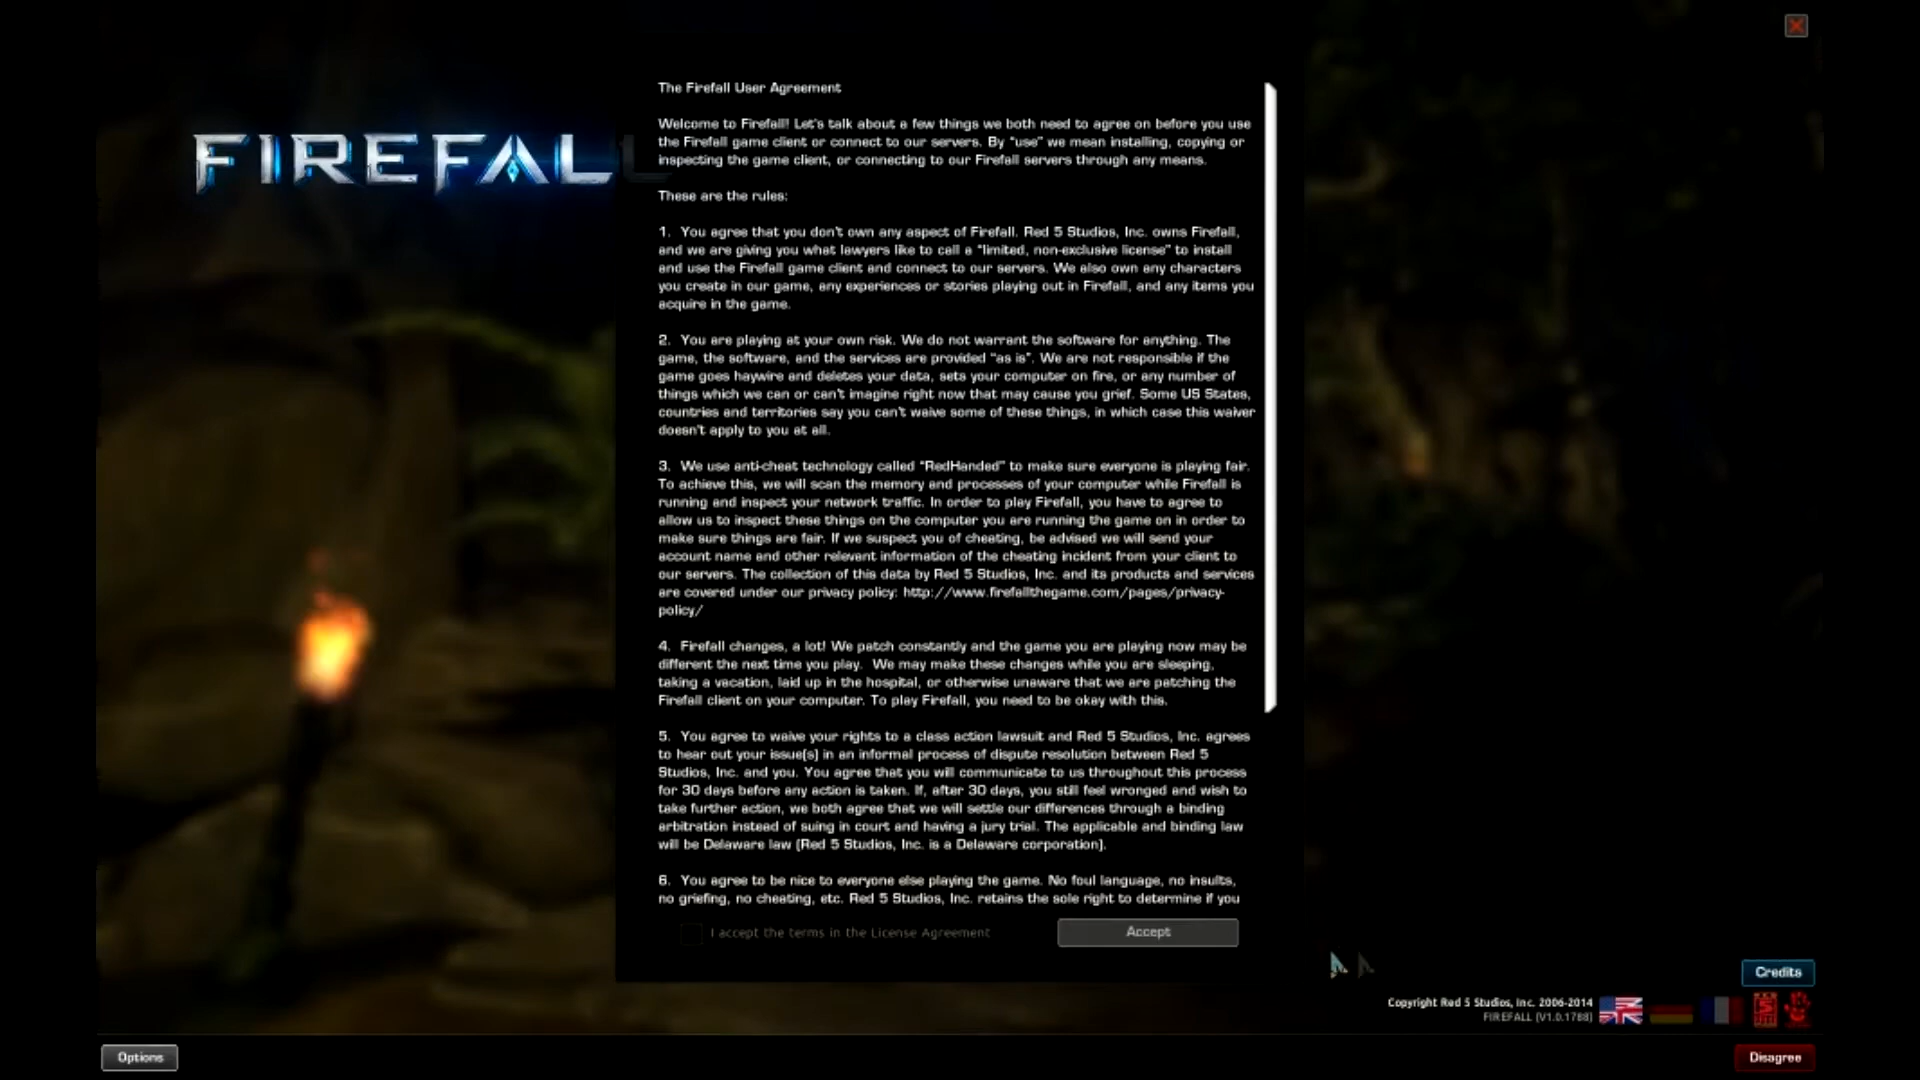 FIREFALL
The Firefall User Agreement
Welcome to Firefall! Let's talk about a few things we both need to agree on before you use
the Firefall game client or connect to our servers. By "use" we mean installing, copying or
inspecting the game client, or connecting to our Firefall servers through any means.
These are the rules:
1. You agree that you don't own any aspect of Firefall. Red 5 Studios, Inc. owns Firefall,
and we are giving you what lawyers like to call a "limited, non-exclusive license" to install
and use the Firefall game client and connect to our servers. We also own any characters
you create in our game, any experiences or stories playing out in Firefall, and any items you
acquire in the game.
2. You are playing at your own risk. We do not warrant the software for anything. The
game, the software, and the services are provided "as is". We are not responsible if the
game goes haywire and deletes your data, sets your computer on fire, or any number of
things which we can or can't imagine right now that may cause you grief. Some US States,
countries and territories say you can't waive some of these things, in which case this waiver
doesn't apply to you at all.
3. We use anti-cheat technology called "RedHanded" to make sure everyone is playing fair.
To achieve this, we will scan the memory and processes of your computer while Firefall is
running and inspect your network traffic. In order to play Firefall, you have to agree to
allow us to inspect these things on the computer you are running the game on in order to
make sure things are fair. If we suspect you of cheating, be advised we will send your
account name and other relevant information of the cheating incident from your client to
our servers. The collection of this data by Red 5 Studios, Inc. and its products and services
are covered under our privacy policy: http://www.firefallthegame.com/pages/privacy-
policy/
4. Firefall changes, a lot! We patch constantly and the game you are playing now may be
different the next time you play. We may make these changes while you are sleeping,
taking a vacation, laid up in the hospital, or otherwise unaware that we are patching the
Firefall client on your computer. To play Firefall, you need to be okay with this.
5. You agree to waive your rights to a class action lawsuit and Red 5 Studios, Inc. agrees
to hear out your issue(s) in an informal process of dispute resolution between Red 5
Studios, Inc. and you. You agree that you will communicate to us throughout this process
for 30 days before any action is taken. If, after 30 days, you still feel wronged and wish to
take further action, we both agree that we will settle our differences through a binding
arbitration instead of suing in court and having a jury trial. The applicable and binding law
will be Delaware law (Red 5 Studios, Inc. is a Delaware corporation).
6. You agree to be nice to everyone else playing the game. No foul language, no insults,
no griefing, no cheating, etc. Red 5 Studios, Inc. retains the sole right to determine if you
I accept the terms in the License Agreement
Accept
Credits
Copyright Red 5 Studios, Inc. 2006-2014
FIREFALL (V1.0.1788)
Options
Disagree